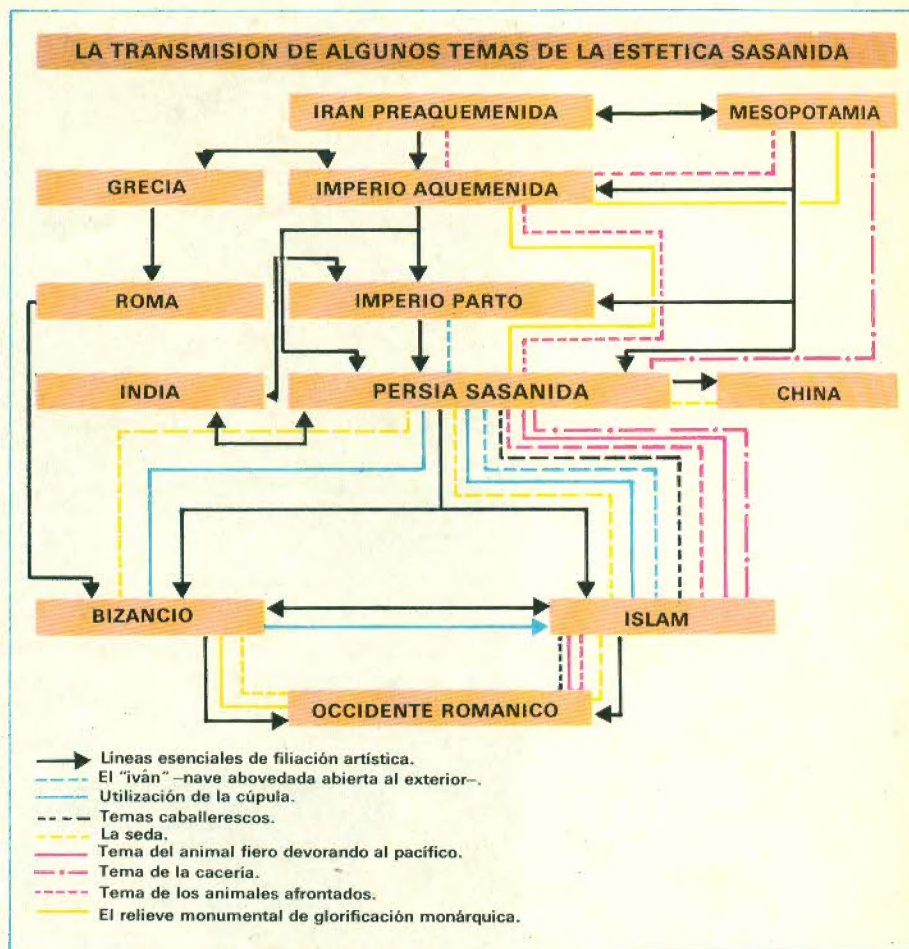 LA TRANSMISION DE ALGUNOS TEMAS DE LA ESTETICA SASANIDA
IRAN PREAQUEMENIDA
MESOPOTAMIA
GRECIA
IMPERIO AQUEMENIDA
ROMA
IMPERIO PARTO
INDIA
PERSIA SASANIDA
CHINA
BIZANCIO
ISLAM
OCCIDENTE ROMANICO
Líneas esenciales de filiación artística.
El "iván" –nave abovedada abierta al exterior–.
Utilización de la cúpula.
Temas caballerescos.
La seda.
Tema del animal fiero devorando al pacífico.
Tema de la cacería.
Tema de los animales afrontados.
El relieve monumental de glorificación monárquica.